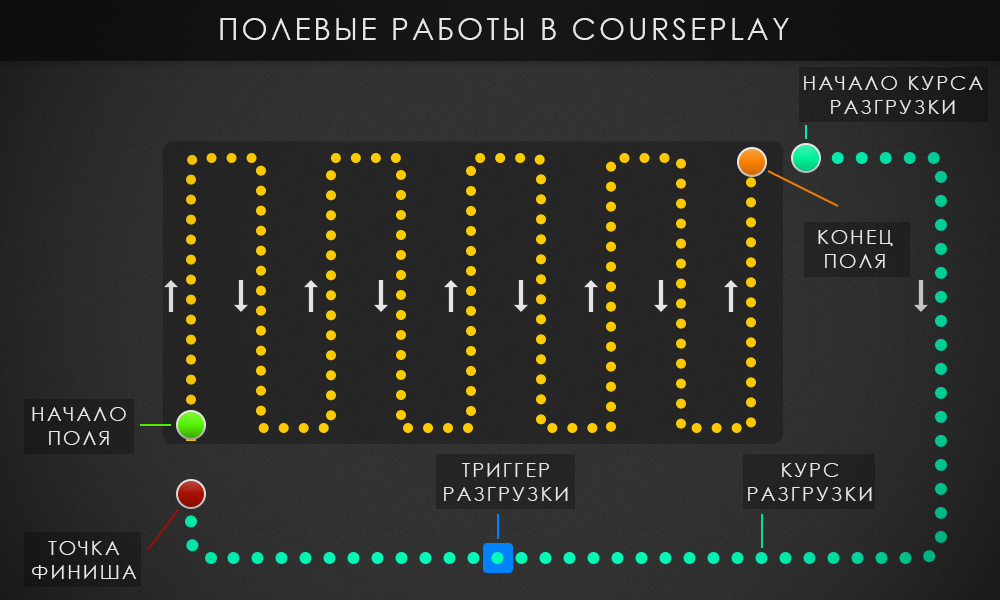 ПОЛЕВЫЕ РАБОТЫ В COURSEPLAY
НАЧАЛО КУРСА
РАЗГРУЗКИ
КОНЕЦ
ПОЛЯ
НАЧАЛО
ПОЛЯ
ТРИГГЕР
РАЗГРУЗКИ
КУРС
РАЗГРУЗКИ
ТОЧКА
ФИНИША